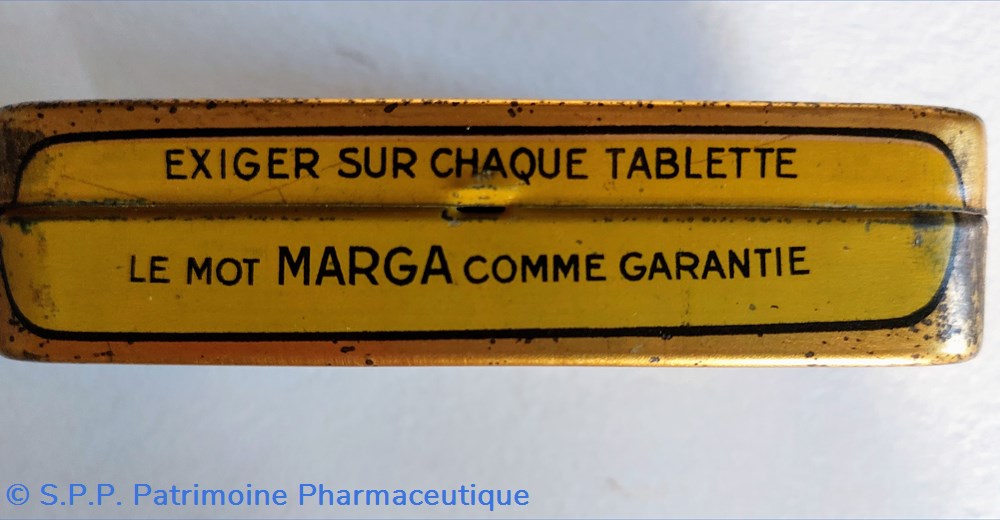 EXIGER SUR CHAQUE TABLETTE
LE MOT MARGA COMME GARANTIE
© S.P.P. Patrimoine Pharmaceutique